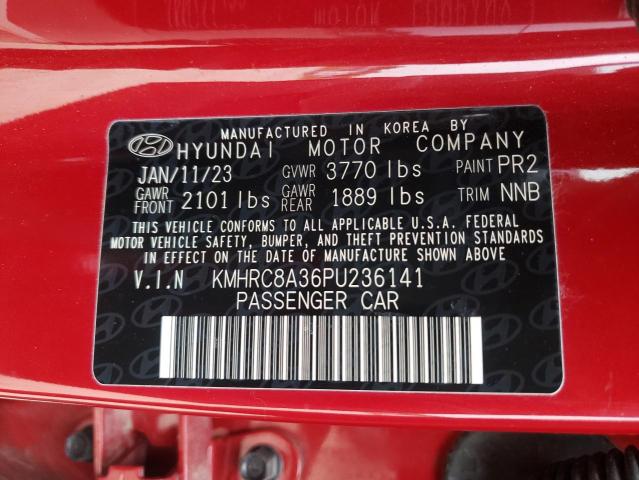 MANUFACTURED IN KOREA BY
HYUNDAI MOTOR COMPANY
JAN/11/23 GVWR 3770 lbs PAINT PR2
GAWR FRONT 2101 lbs GAWR REAR 1889 lbs TRIM NNB
THIS VEHICLE CONFORMS TO ALL APPLICABLE U.S.A. FEDERAL
MOTOR VEHICLE SAFETY, BUMPER, AND THEFT PREVENTION STANDARDS
IN EFFECT ON THE DATE OF MANUFACTURE SHOWN ABOVE
V.I.N KMHRC8A36PU236141
PASSENGER CAR